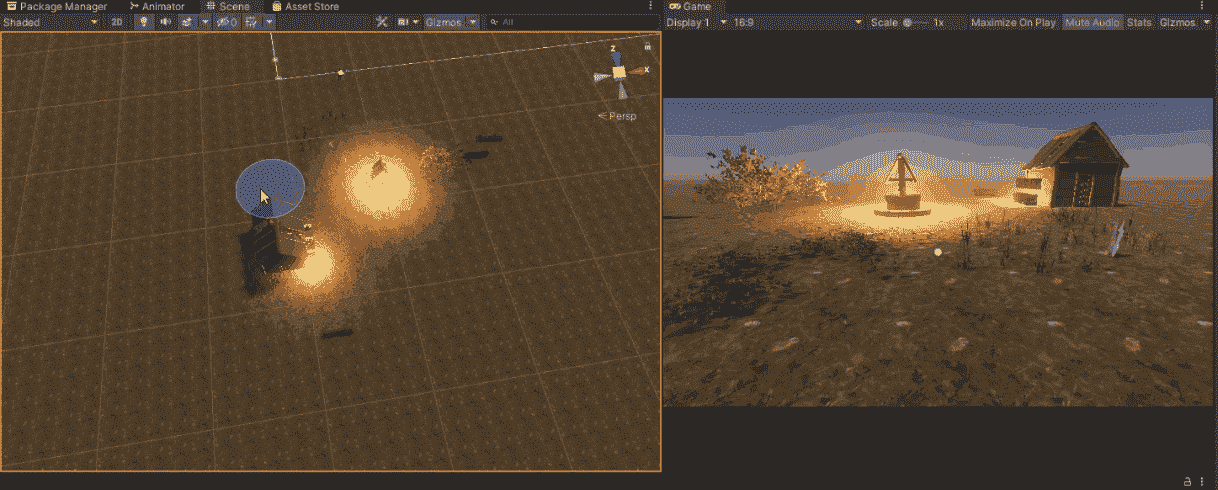 Package Manager Animator Scene Asset Store
Shaded 2D 0 Gizmos All
z
x
Persp
Game
Display 1 16:9 Scale 1x Maximize On Play Mute Audio Stats Gizmos